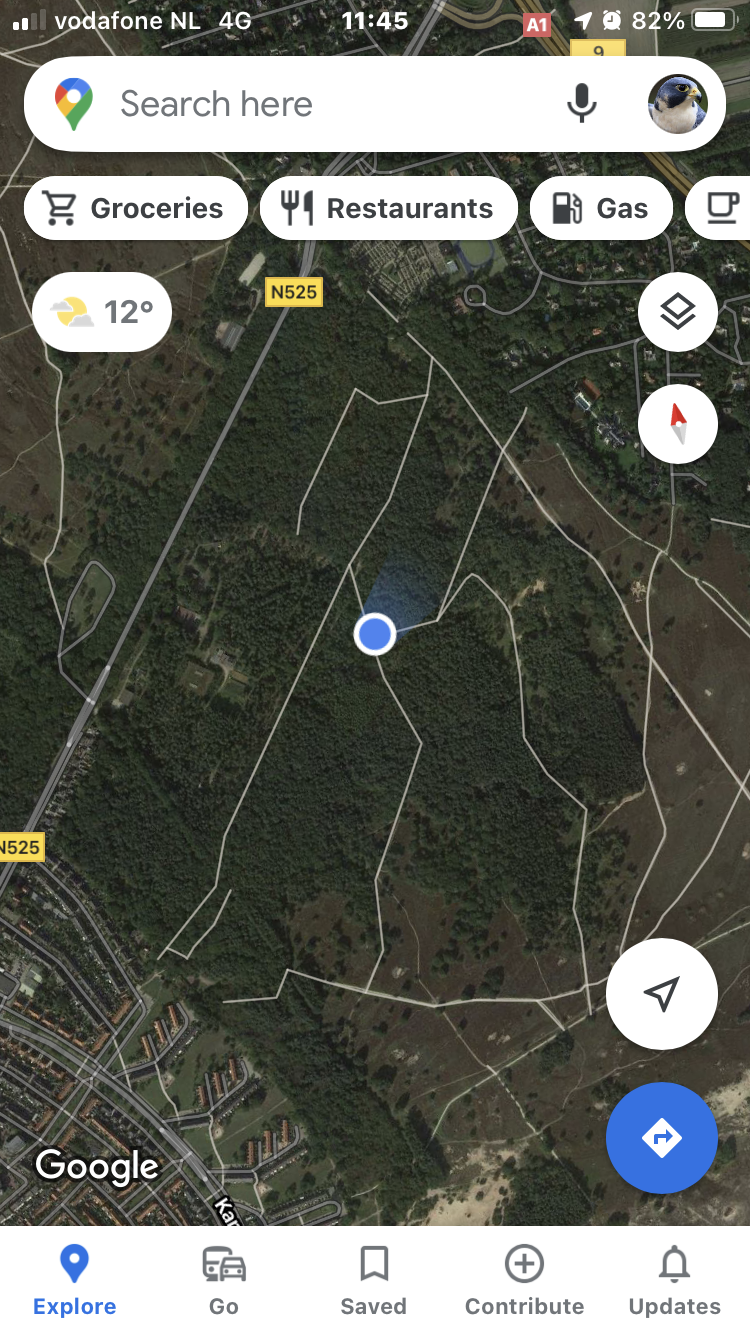 vodafone NL 4G 11:45 82%
A1
9
Search here
Groceries Restaurants Gas
N525
12°
N525
Google
Explore Go Saved Contribute Updates